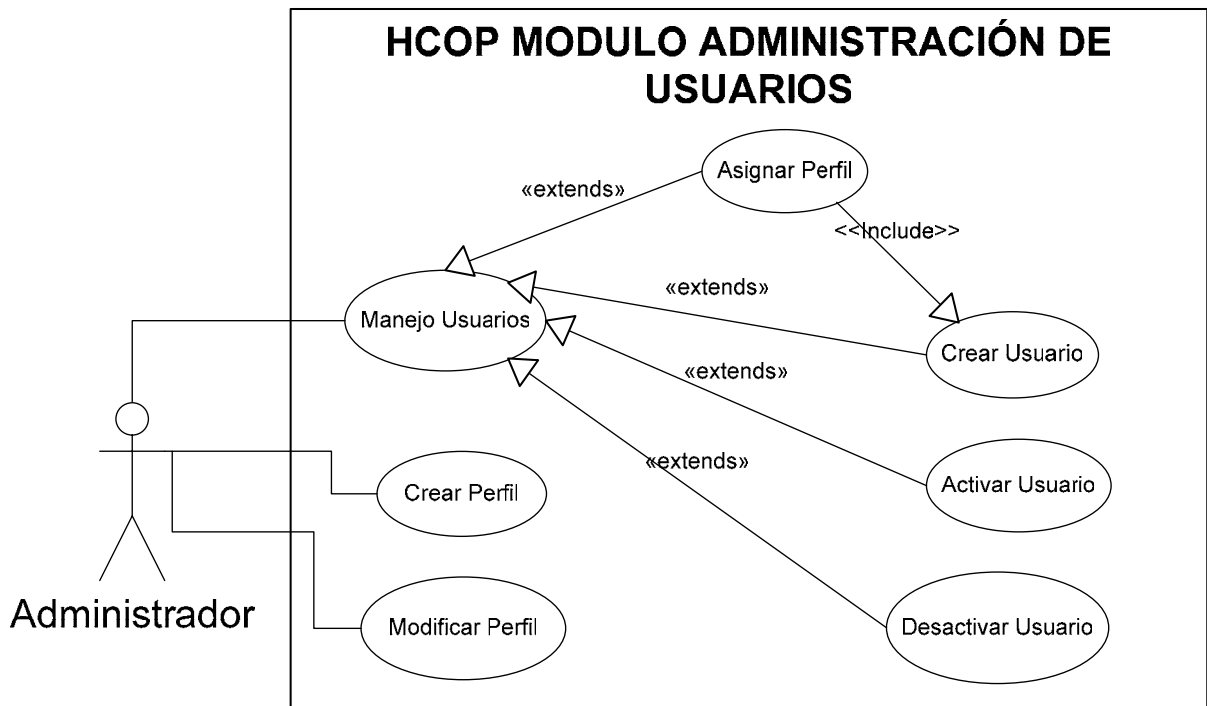 HCOP MODULO ADMINISTRACIÓN DE
USUARIOS
Asignar Perfil
«extends»
<<Include>>
«extends»
Manejo Usuarios
Crear Usuario
«extends»
«extends»
Crear Perfil
Activar Usuario
Administrador
Modificar Perfil
Desactivar Usuario